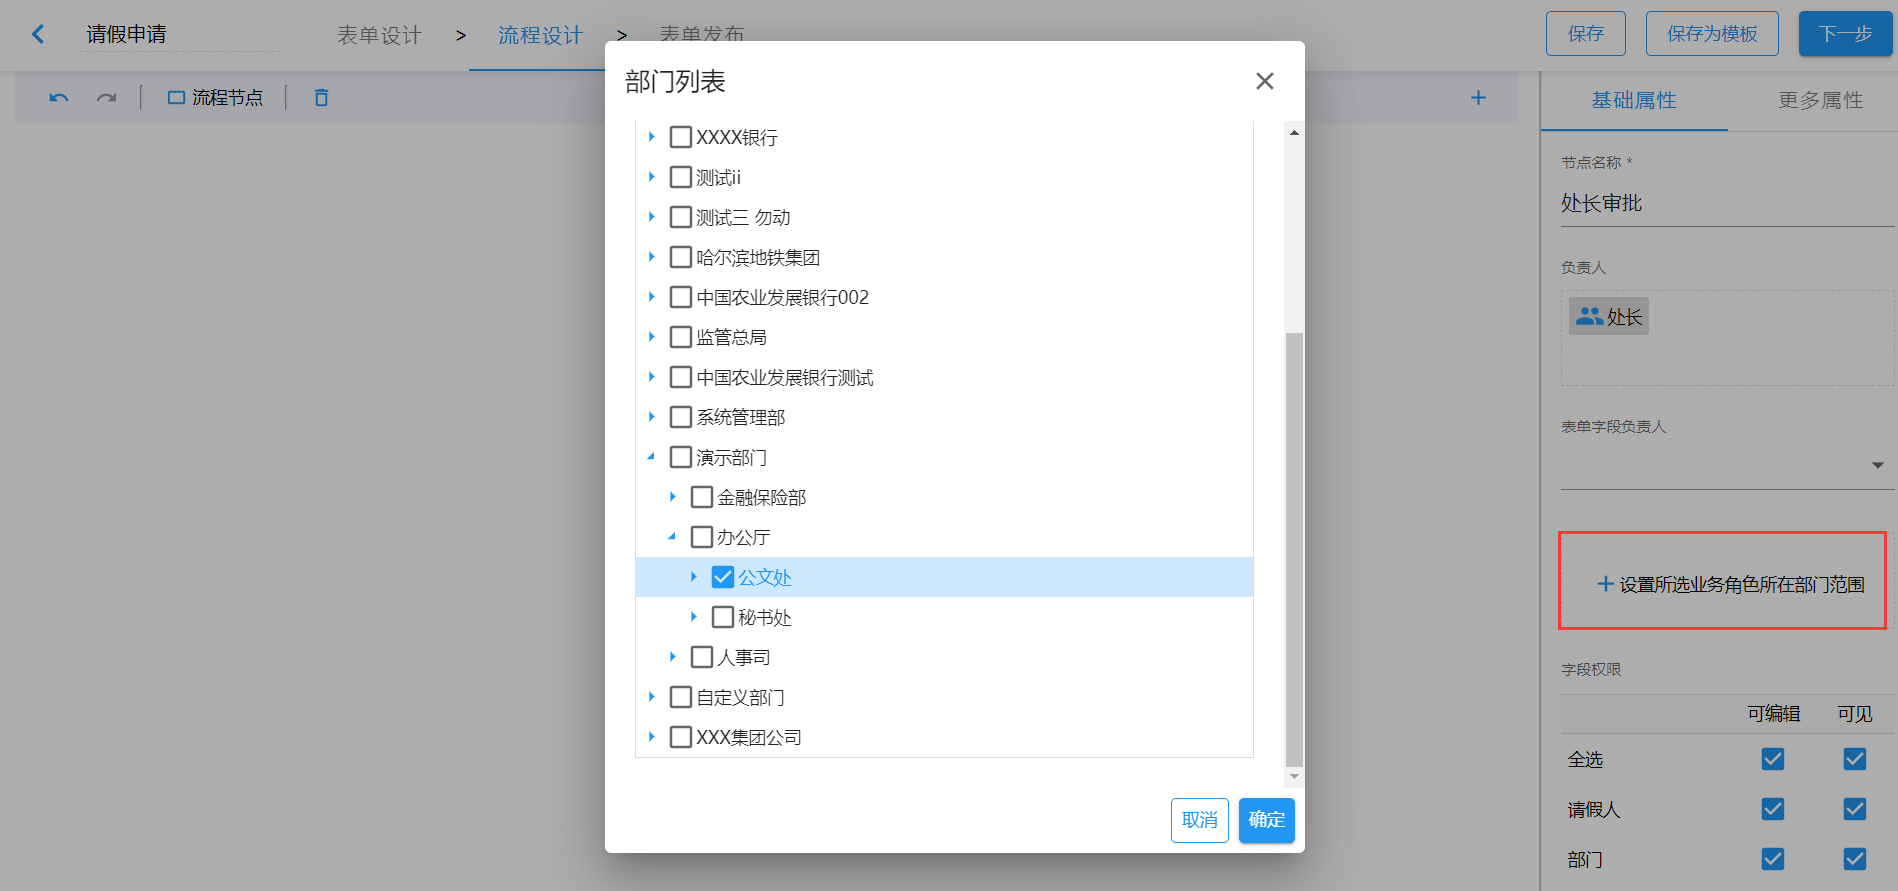 请假申请
表单设计 > 流程设计 > 表单发布
保存 保存为模板 下一步
流程节点
部门列表
XXXX银行
测试ii
测试三 勿动
哈尔滨地铁集团
中国农业发展银行002
监管总局
中国农业发展银行测试
系统管理部
演示部门
金融保险部
办公厅
公文处
秘书处
人事司
自定义部门
XXX集团公司
取消 确定
基础属性 更多属性
节点名称 *
处长审批
负责人
处长
表单字段负责人
设置所选业务角色所在部门范围
字段权限
可编辑 可见
全选
请假人
部门